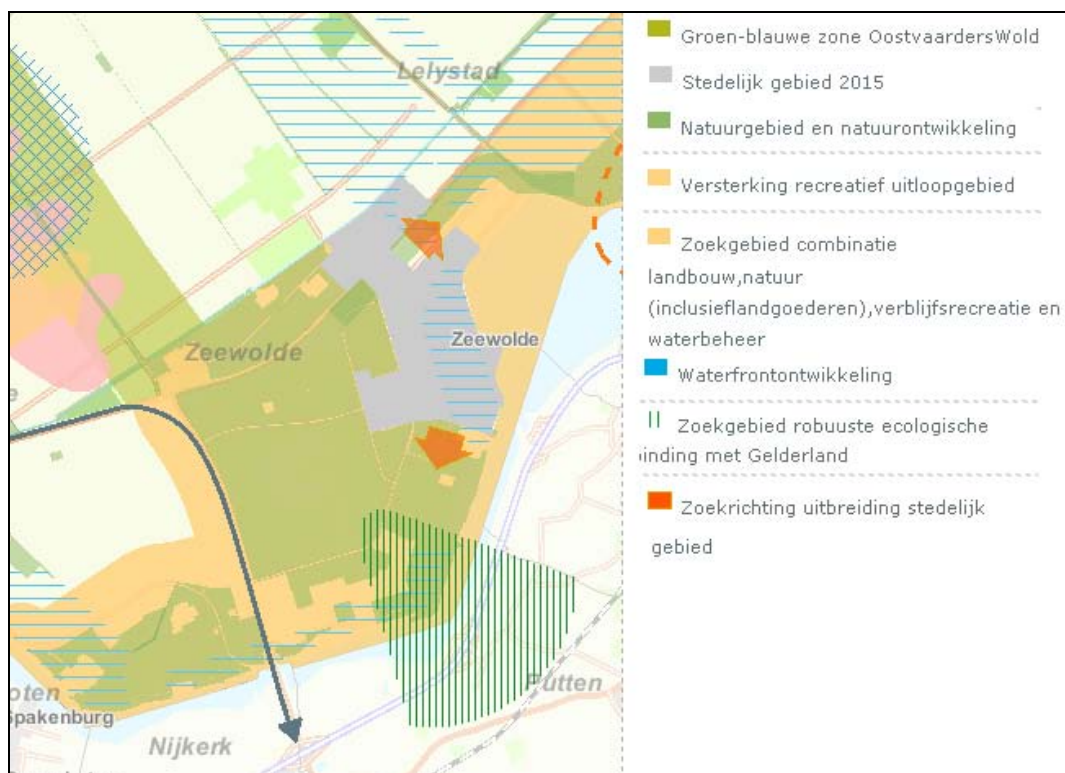 Lelystad
Zeewolde
Zeewolde
e
oten
Spakenburg
Nijkerk
Putten
Groen-blauwe zone OostvaardersWold
Stedelijk gebied 2015
Natuurgebied en natuurontwikkeling
Versterking recreatief uitloopgebied
Zoekgebied combinatie
landbouw,natuur
(inclusieflandgoederen),verblijfsrecreatie en
waterbeheer
Waterfrontontwikkeling
Zoekgebied robuuste ecologische
inding met Gelderland
Zoekrichting uitbreiding stedelijk
gebied